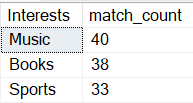 Interests match_count
Music 40
Books 38
Sports 33